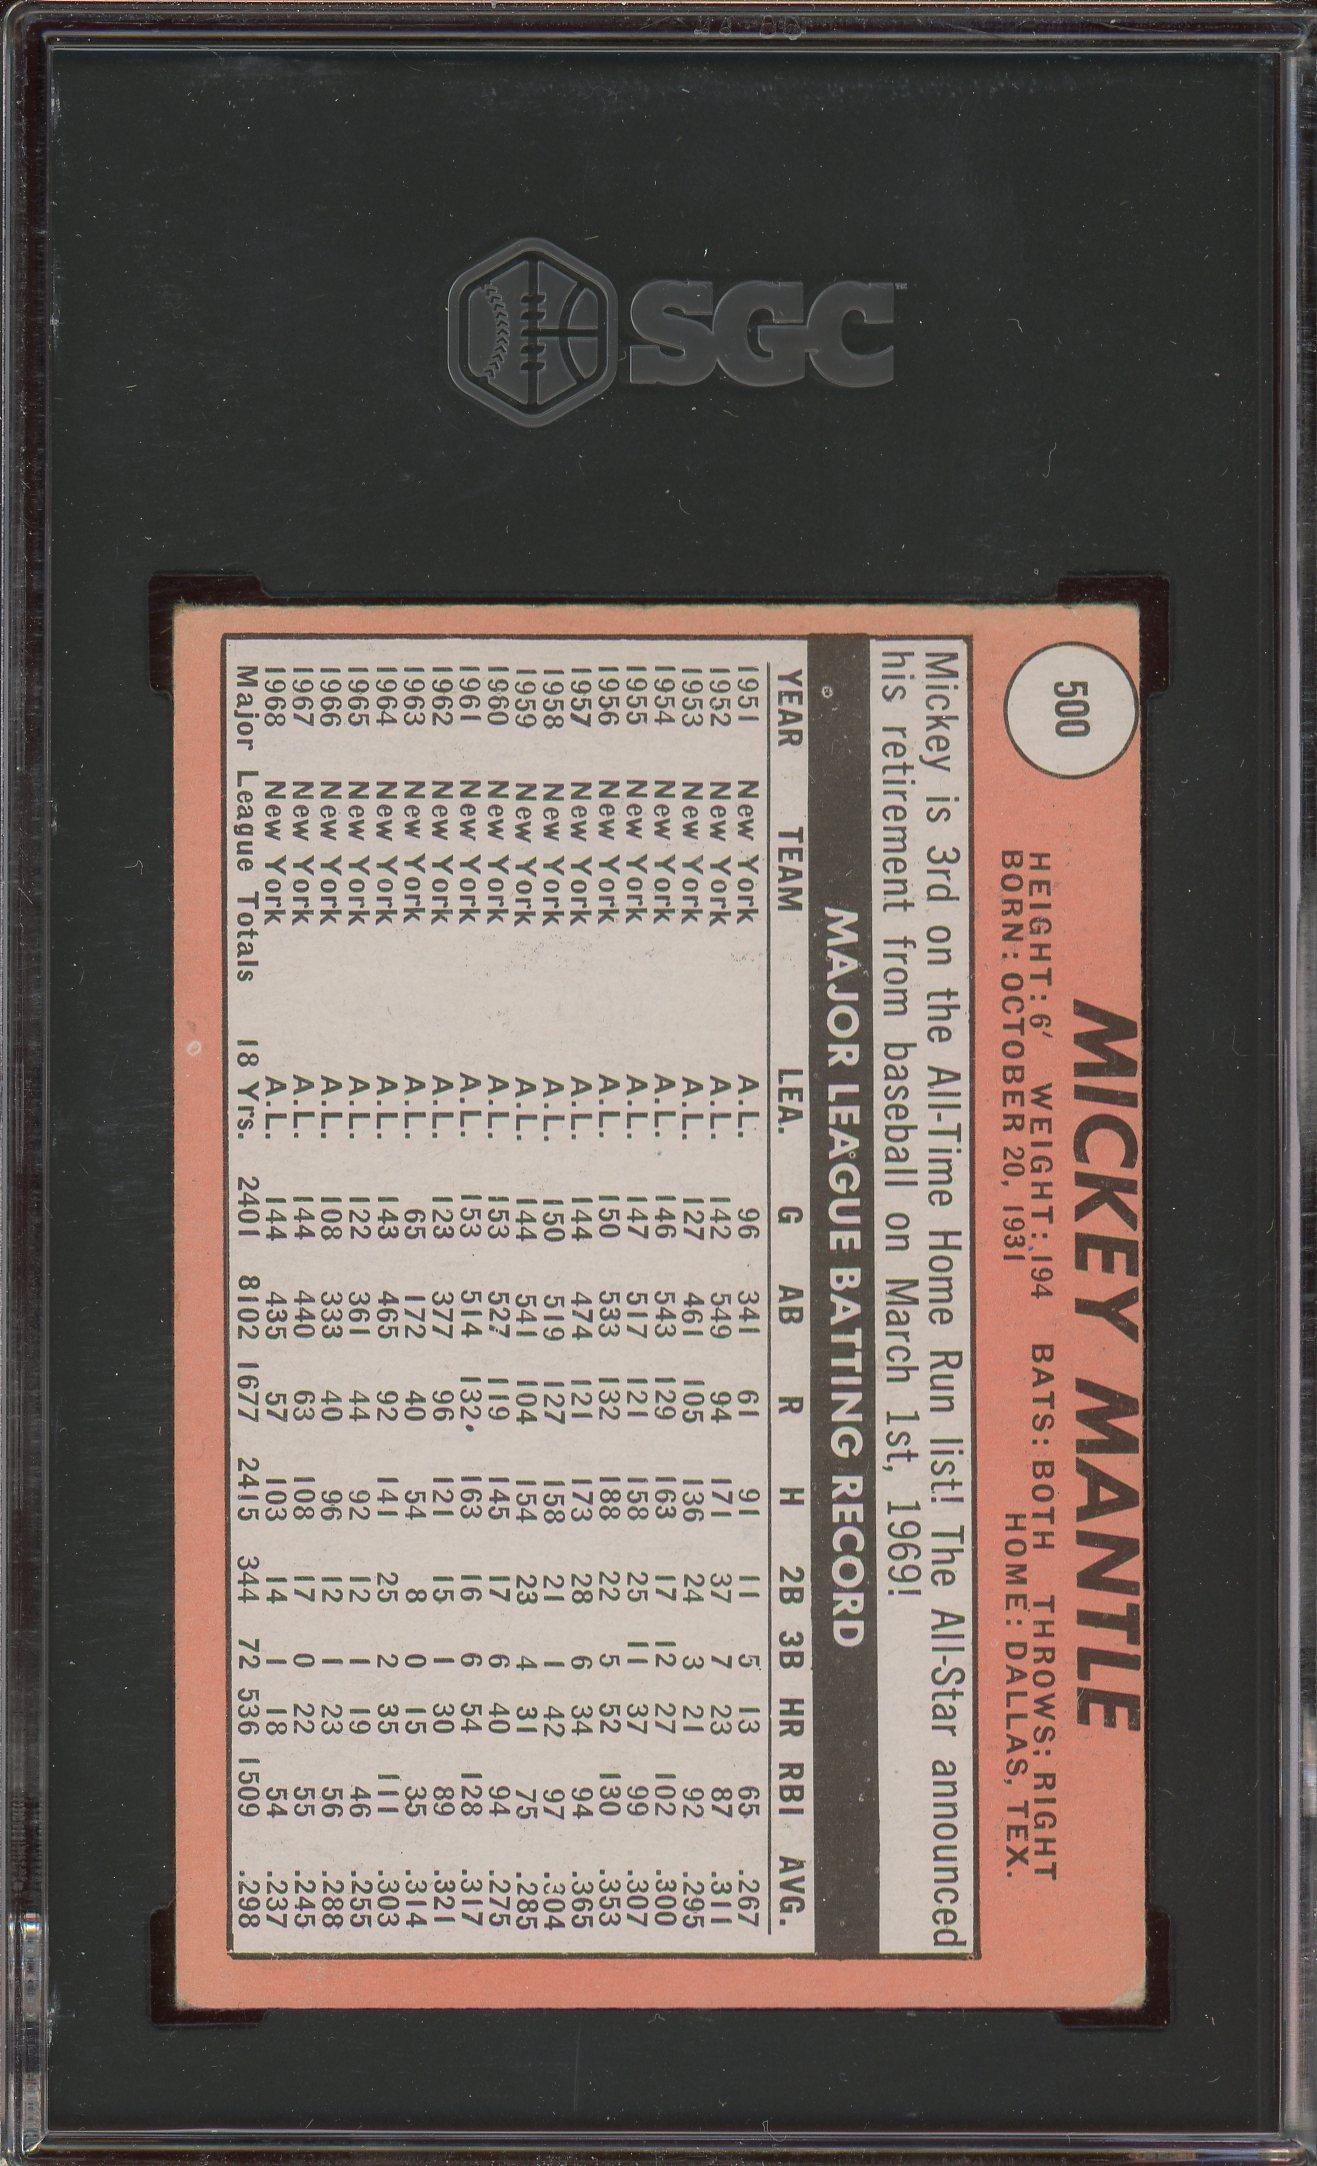 SGC
500
MICKEY MANTLE
HEIGHT: 6' WEIGHT: 194 BATS: BOTH THROWS: RIGHT
BORN: OCTOBER 20, 1931 HOME: DALLAS, TEX.
Mickey is 3rd on the All-Time Home Run list! The All-Star announced
his retirement from baseball on March 1st, 1969!
MAJOR LEAGUE BATTING RECORD
YEAR TEAM LEA. G AB R H 2B 3B HR RBI AVG.
1951 New York A.L. 96 341 61 91 11 5 13 65 .267
1952 New York A.L. 142 549 94 171 37 7 23 87 .311
1953 New York A.L. 127 461 105 136 24 3 21 92 .295
1954 New York A.L. 146 543 129 163 17 12 27 102 .300
1955 New York A.L. 147 517 121 158 25 11 37 99 .307
1956 New York A.L. 150 533 132 188 22 5 52 130 .353
1957 New York A.L. 144 474 121 173 28 6 34 94 .365
1958 New York A.L. 150 519 127 158 21 1 42 97 .304
1959 New York A.L. 144 541 104 154 23 4 31 75 .285
1960 New York A.L. 153 527 119 145 17 6 40 94 .275
1961 New York A.L. 153 514 132 163 16 6 54 128 .317
1962 New York A.L. 123 377 96 121 15 1 30 89 .321
1963 New York A.L. 65 172 40 54 8 0 15 35 .314
1964 New York A.L. 143 465 92 141 25 2 35 111 .303
1965 New York A.L. 122 361 44 92 12 1 19 46 .255
1966 New York A.L. 108 333 40 96 12 1 23 56 .288
1967 New York A.L. 144 440 63 108 17 0 22 55 .245
1968 New York A.L. 144 435 57 103 14 1 18 54 .237
Major League Totals 18 Yrs. 2401 8102 1677 2415 344 72 536 1509 .298